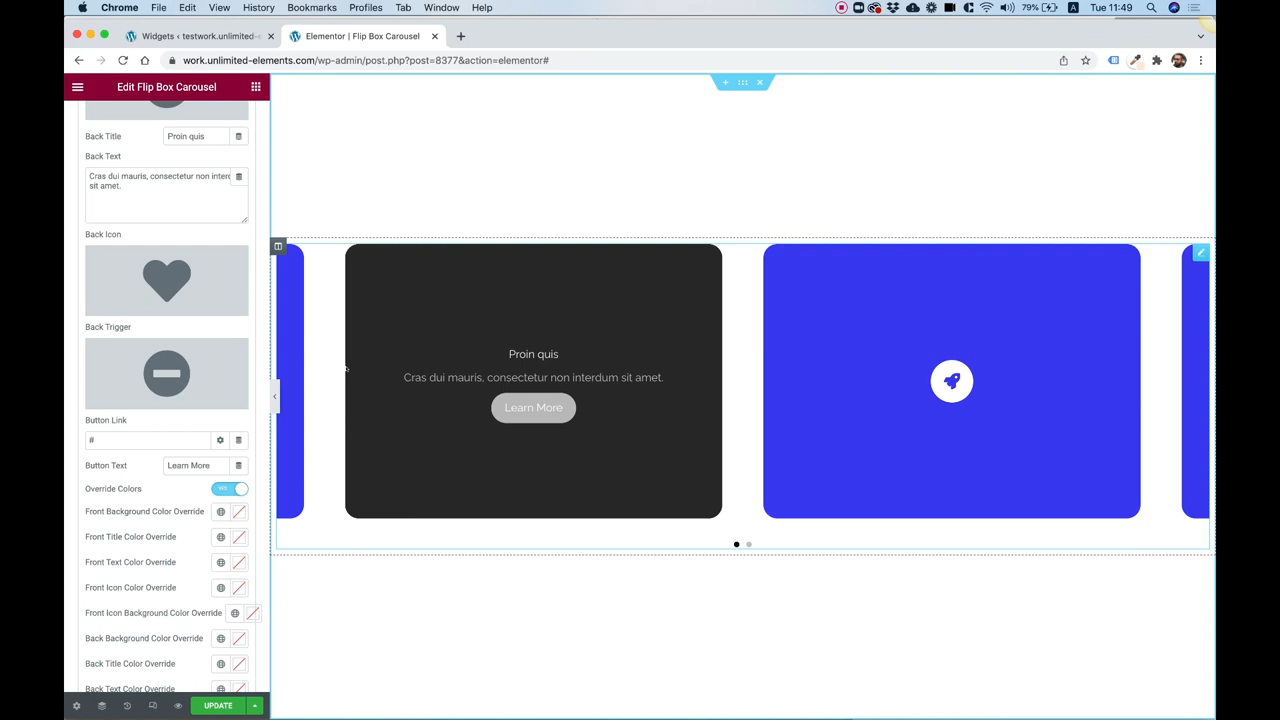 Chrome File Edit View History Bookmarks Profiles Tab Window Help
79% A Tue 11:49
Widgets < testwork.unlimited-e
Elementor | Flip Box Carousel
work.unlimited-elements.com/wp-admin/post.php?post=8377&action=elementor#
Edit Flip Box Carousel
Back Title Proin quis
Back Text
Cras dui mauris, consectetur non interd
sit amet.
Back Icon
Back Trigger
Button Link
#
Button Text Learn More
Override Colors
Front Background Color Override
Front Title Color Override
Front Text Color Override
Front Icon Color Override
Front Icon Background Color Override
Back Background Color Override
Back Title Color Override
Back Text Color Override
UPDATE
Proin quis
Cras dui mauris, consectetur non interdum sit amet.
Learn More